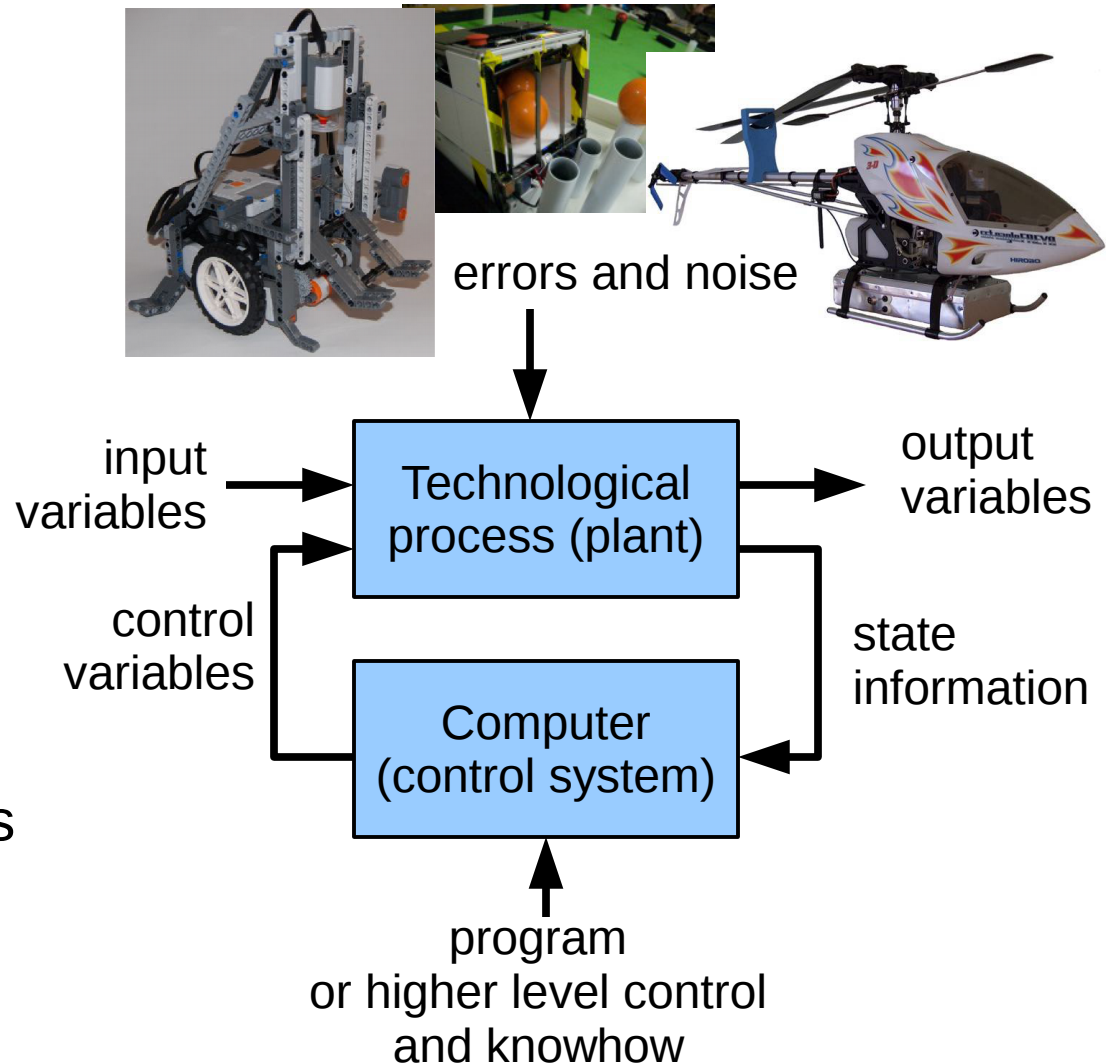 errors and noise
input
variables
Technological
process (plant)
output
variables
control
variables
state
information
Computer
(control system)
s
program
or higher level control
and knowhow